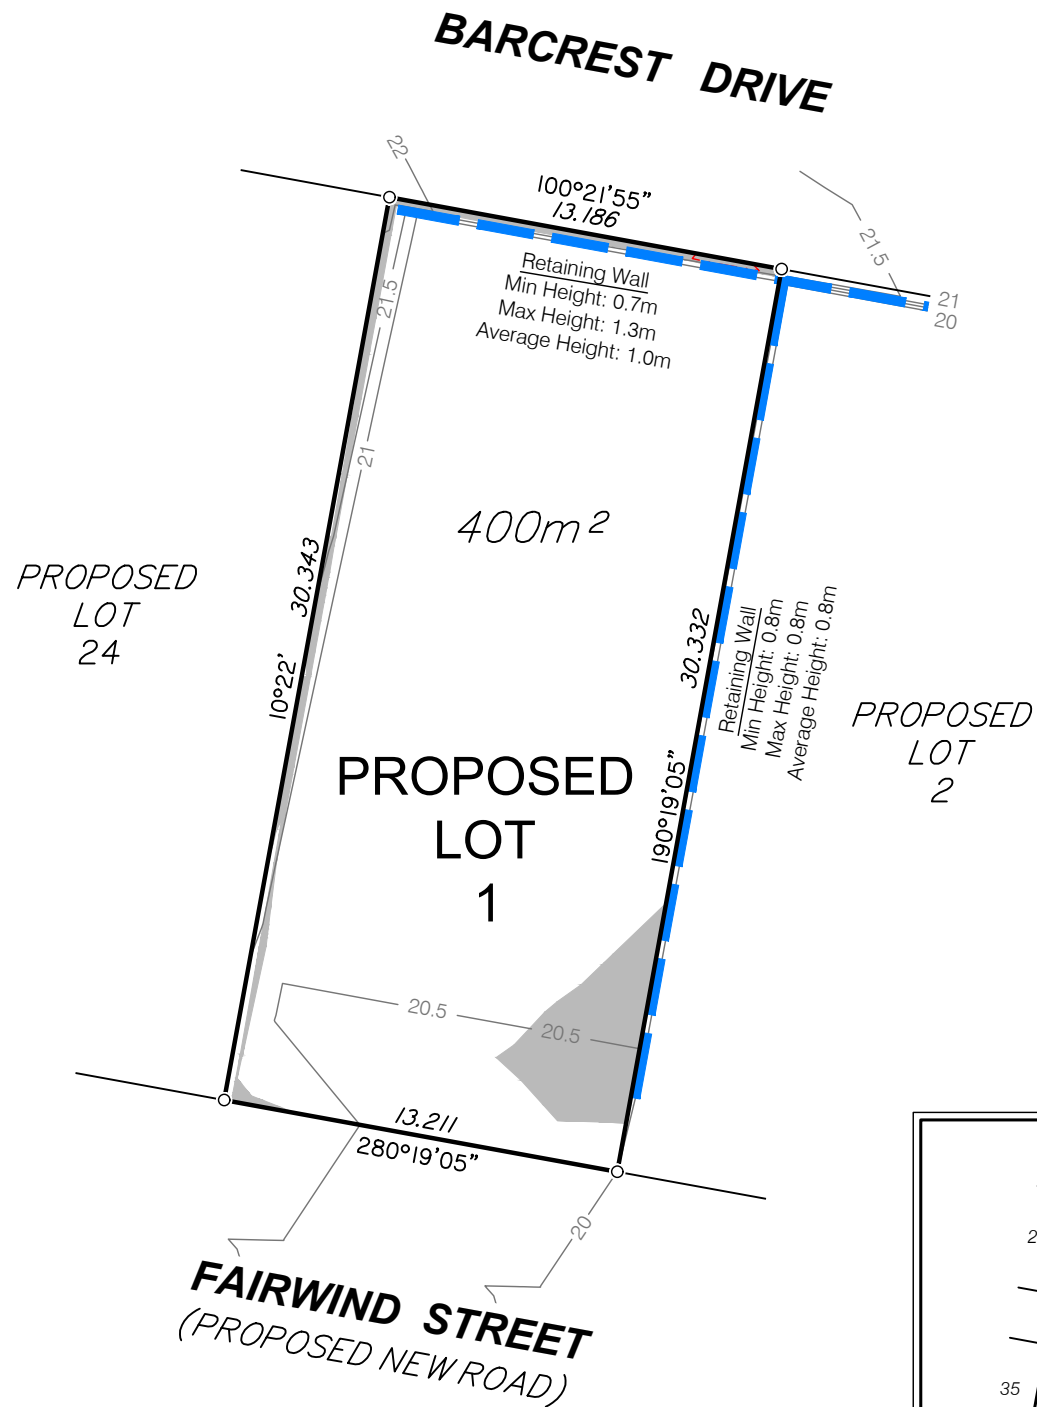 BARCREST DRIVE
22
100°21'55"
13.186
21.5
21
20
Retaining Wall
Min Height: 0.7m
Max Height: 1.3m
Average Height: 1.0m
21.5
21
400m²
30.343
10°22'
PROPOSED
LOT
24
30.332
190°19'05"
Retaining Wall
Min Height: 0.8m
Max Height: 0.8m
Average Height: 0.8m
PROPOSED
LOT
2
PROPOSED
LOT
1
20.5
20.5
13.211
280°19'05"
20
FAIRWIND STREET
(PROPOSED NEW ROAD)
2
35